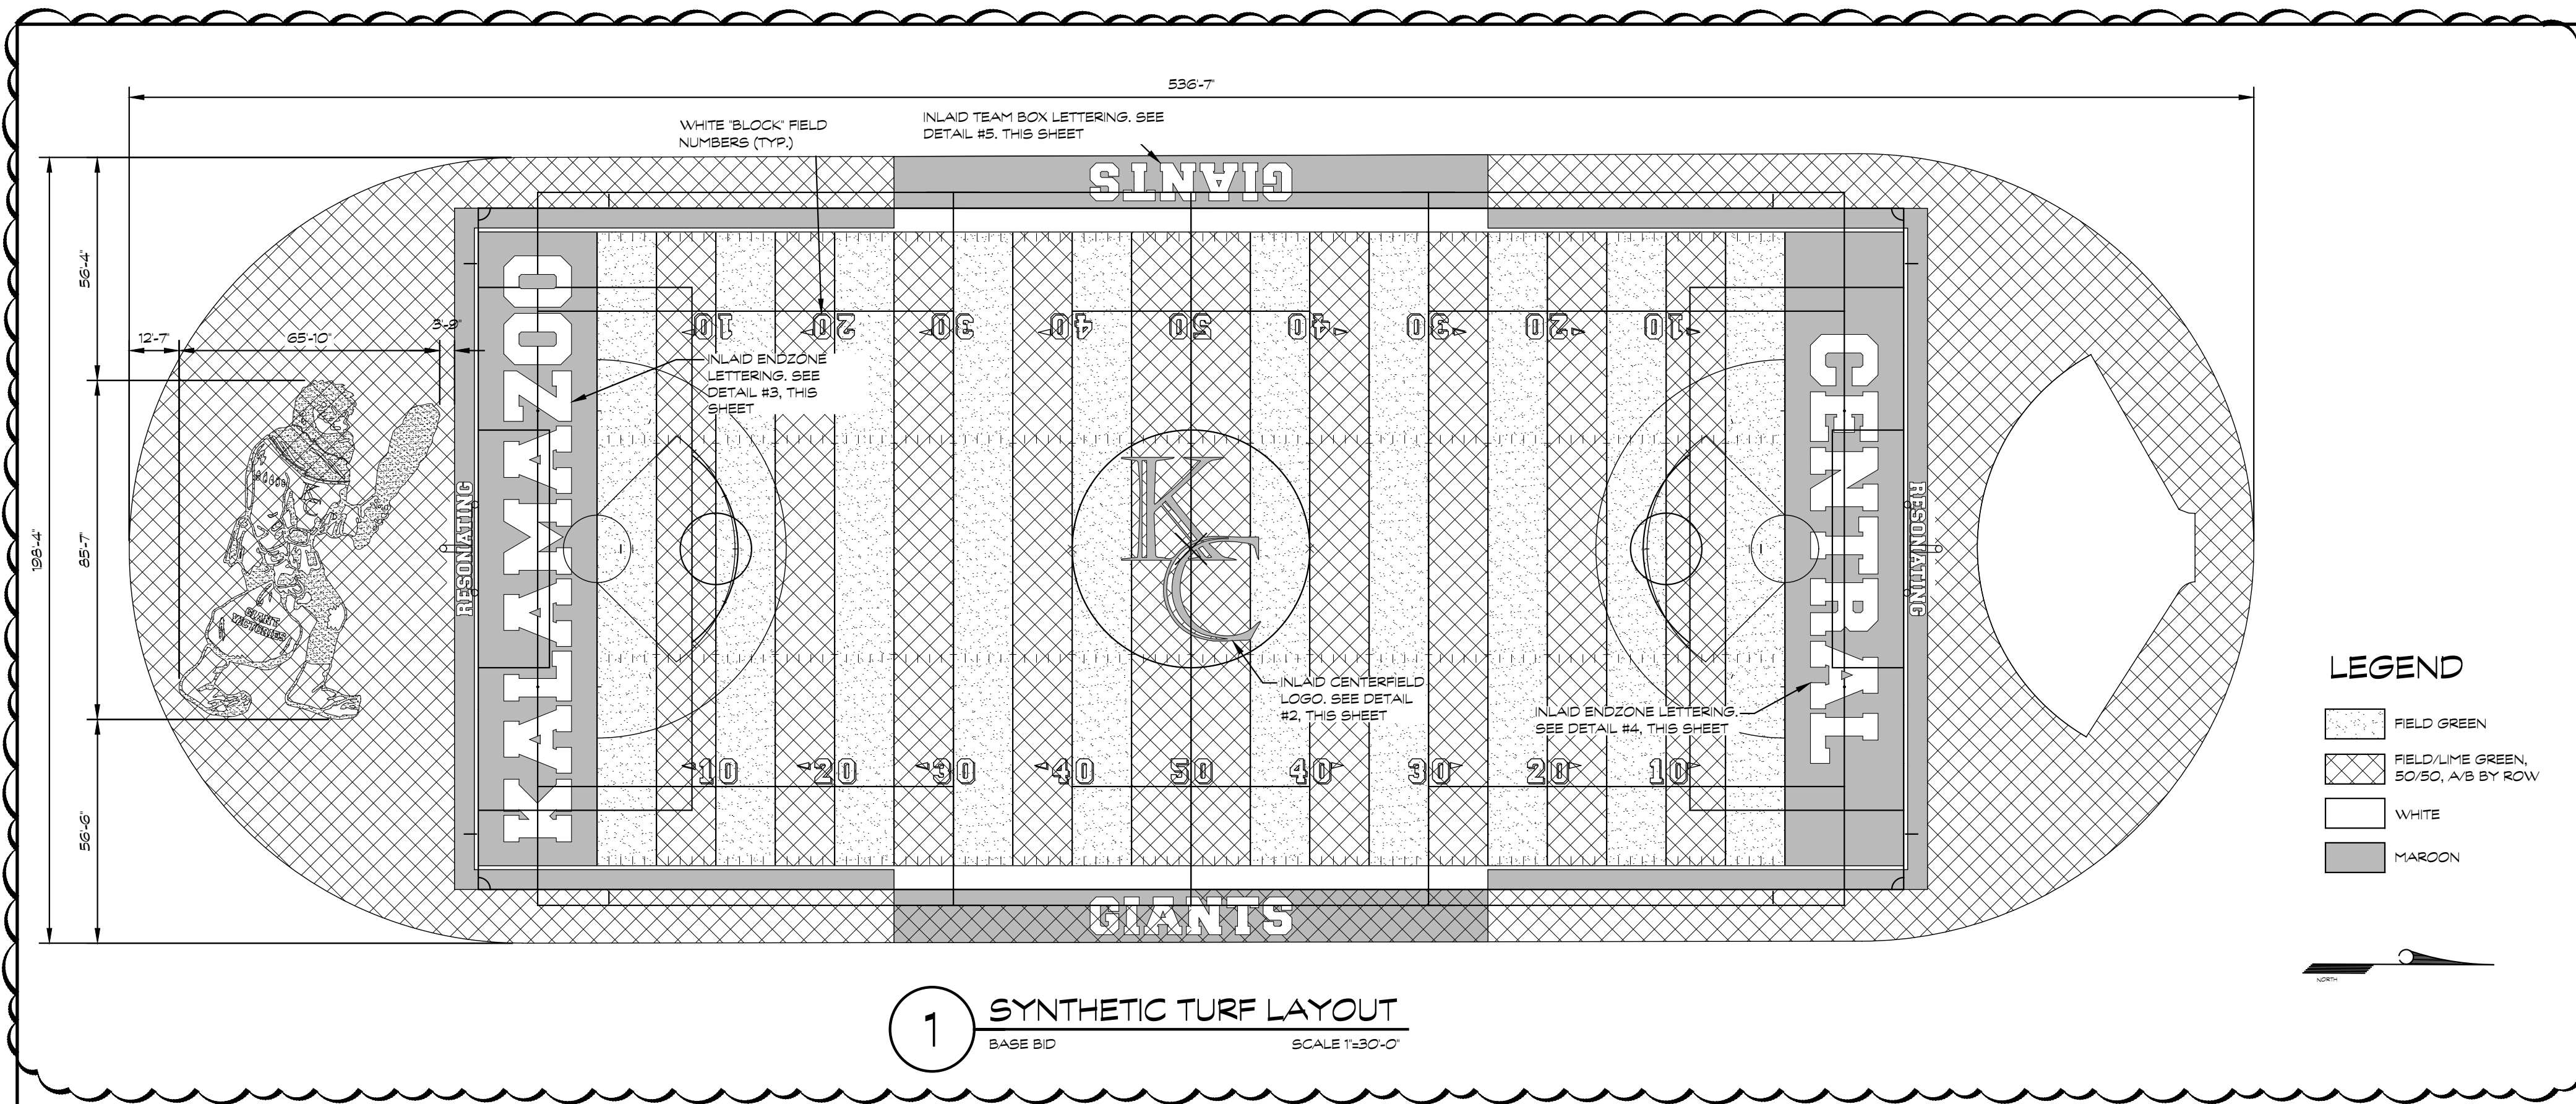 536'-7"
WHITE "BLOCK" FIELD
NUMBERS (TYP.)
INLAID TEAM BOX LETTERING. SEE
DETAIL #5. THIS SHEET
GIANTS
198'-4"
56'-4"
85'-7"
56'-6"
12'-7"
65'-10"
3'-9"
10 20 30 40 50 40 30 20 10
INLAID ENDZONE
LETTERING. SEE
DETAIL #3, THIS
SHEET
GIANT
VICTORIES
RESONATING
KALAMAZOO
KC
CENTRAL
RESONATING
INLAID CENTERFIELD
LOGO. SEE DETAIL
#2, THIS SHEET
INLAID ENDZONE LETTERING.
SEE DETAIL #4, THIS SHEET
10 20 30 40 50 40 30 20 10
GIANTS
LEGEND
FIELD GREEN
FIELD/LIME GREEN,
50/50, A/B BY ROW
WHITE
MAROON
NORTH
1
SYNTHETIC TURF LAYOUT
BASE BID
SCALE 1"=30'-0"